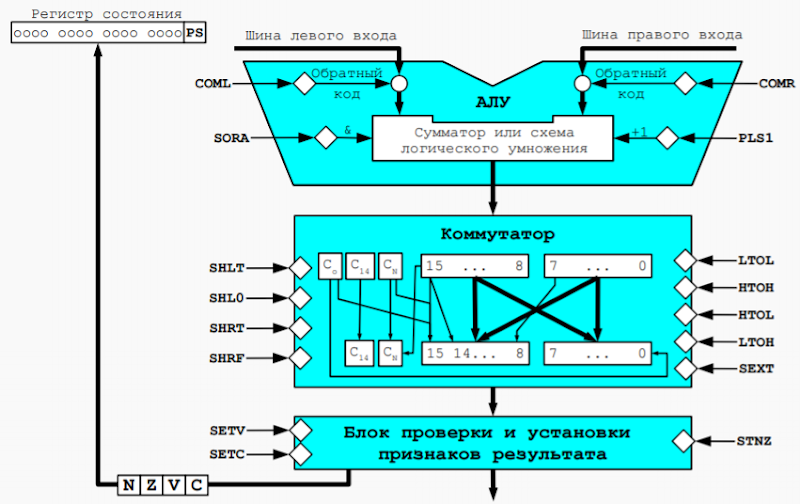 Регистр состояния
0000 0000 0000 0000 PS
Шина левого входа
Шина правого входа
COML
Обратный код
АЛУ
Обратный код
COMR
SORA
&
Сумматор или схема
логического умножения
+1
PLS1
Коммутатор
SHLT
SHL0
SHRT
SHRF
C0 C14 CN 15 ... 8 7 ... 0
C14 CN 15 14... 8 7 ... 0
LTOL
HTOH
HTOL
LTOH
SEXT
SETV
SETC
Блок проверки и установки
признаков результата
STNZ
N Z V C